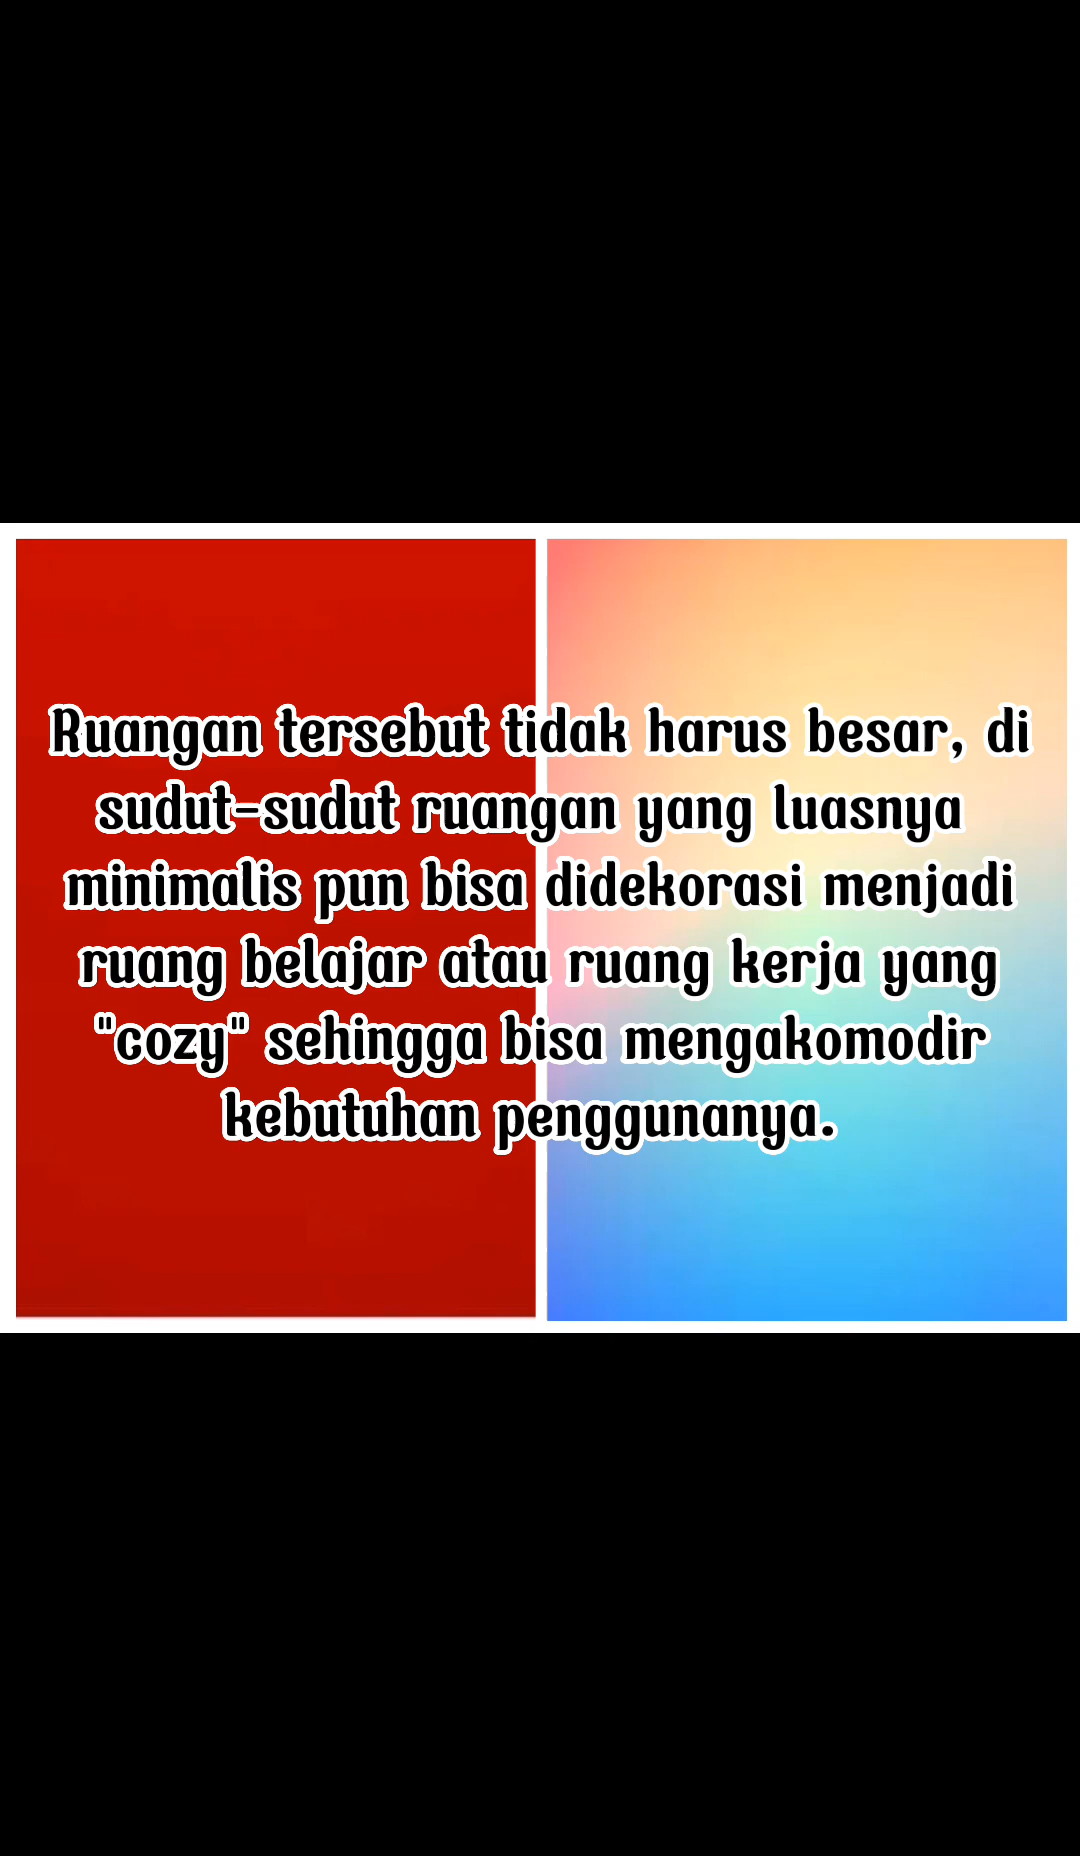 Ruangan tersebut tidak harus besar, di
sudut-sudut ruangan yang luasnya
minimalis pun bisa didekorasi menjadi
ruang belajar atau ruang kerja yang
"cozy" sehingga bisa mengakomodir
kebutuhan penggunanya.